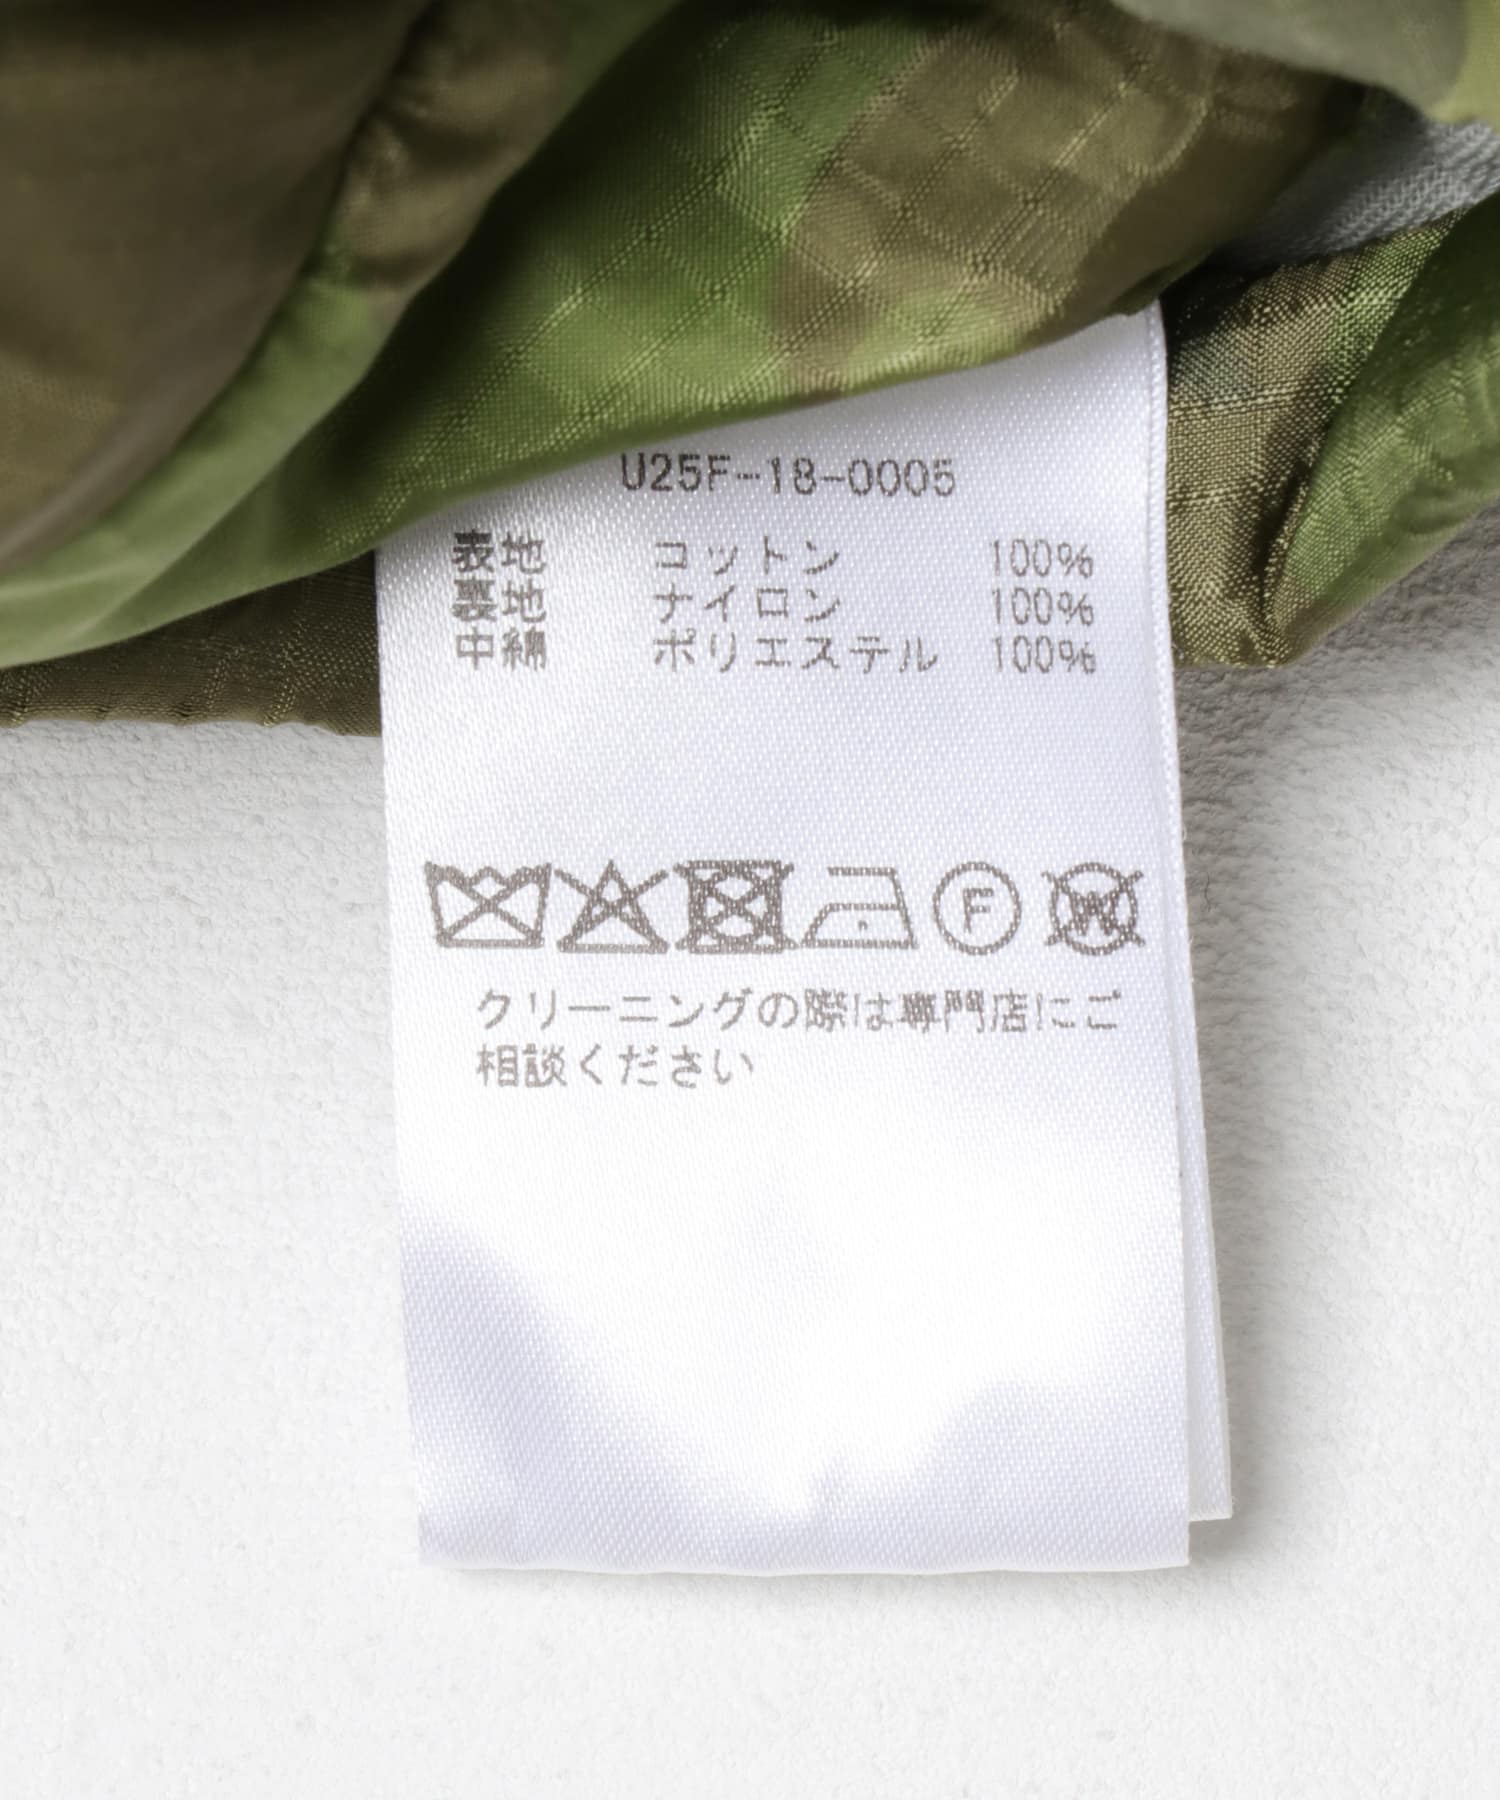 U25F-18-0005
表地 コットン 100%
裏地 ナイロン 100%
中綿 ポリエステル 100%
F W
クリーニングの際は専門店にご
相談ください